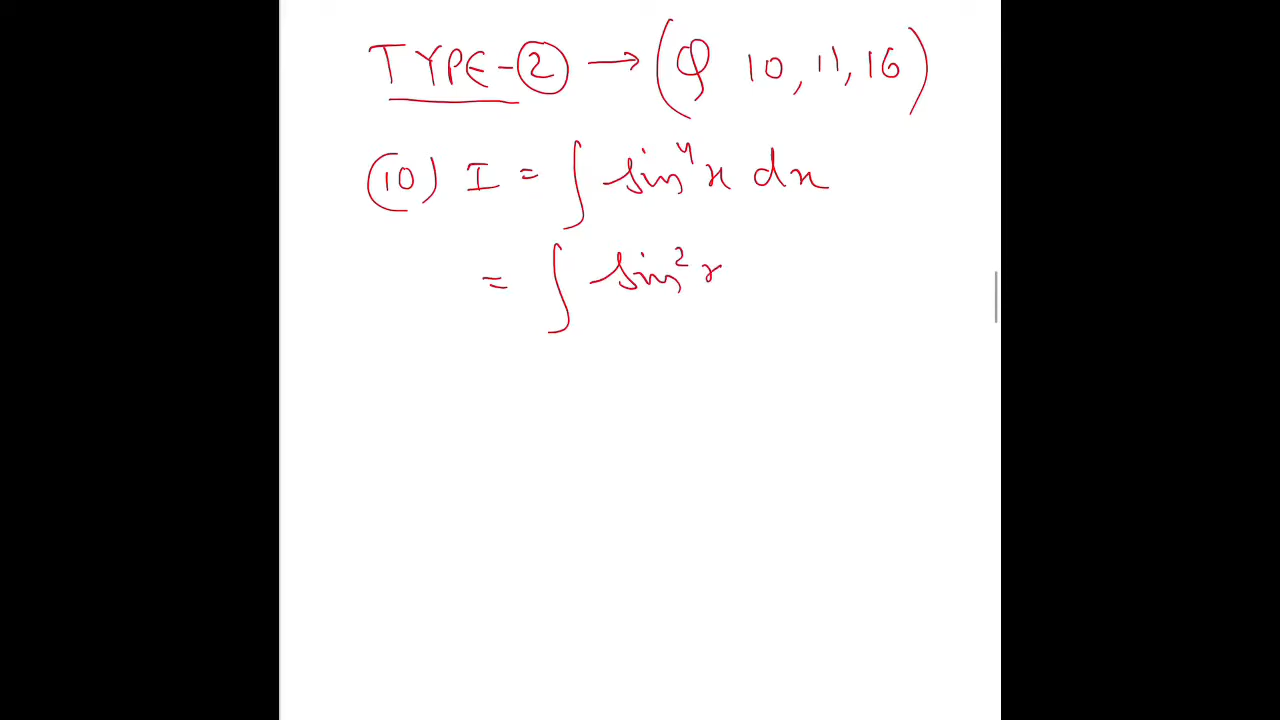 TYPE-② → (Q 10, 11, 16)
(10) I = ∫ sin⁴x dx
= ∫ sin²x